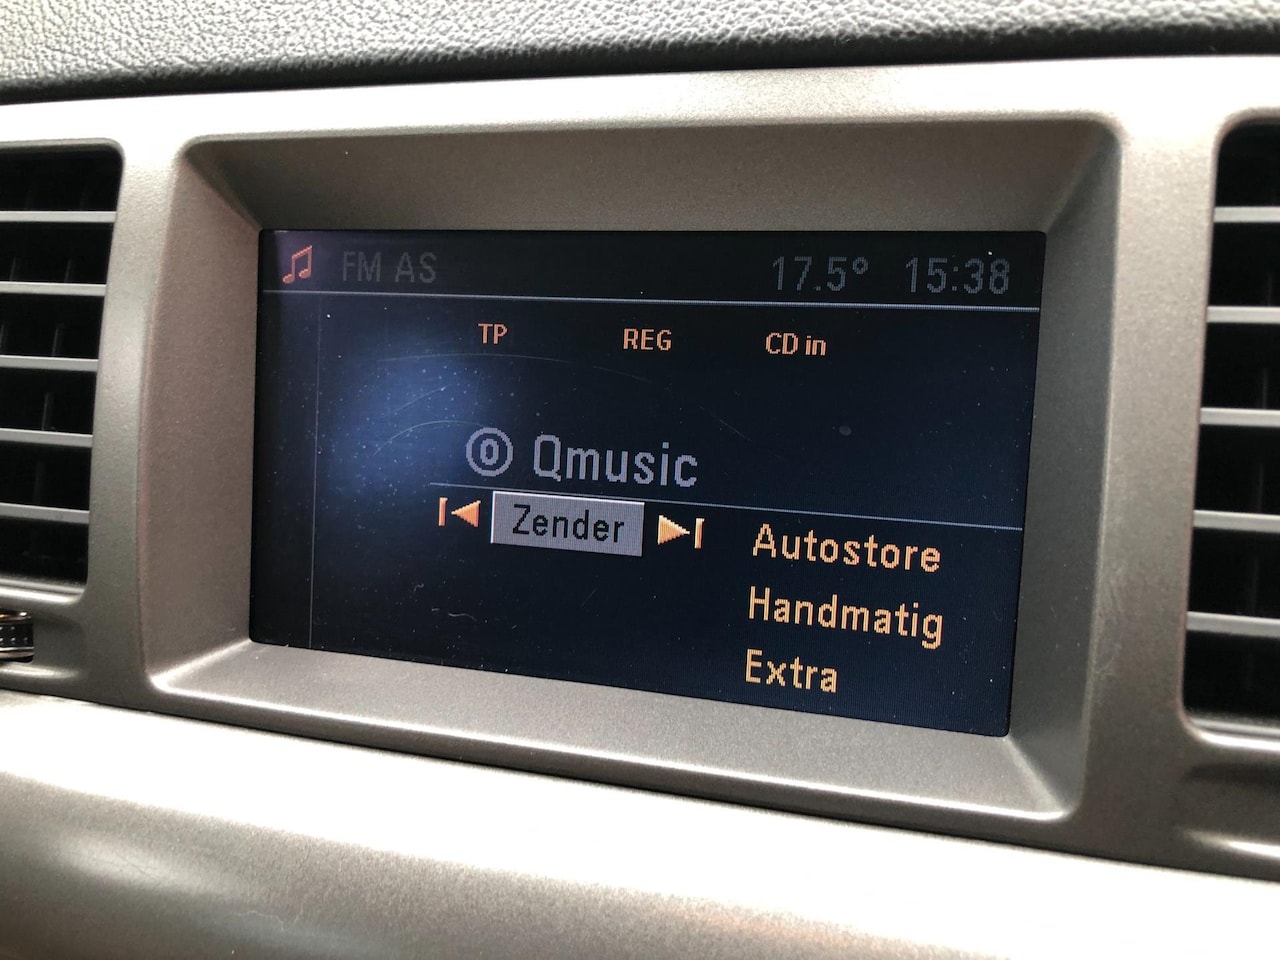 FM AS 17.5° 15:38
TP REG CD in
0 Qmusic
Zender
Autostore
Handmatig
Extra